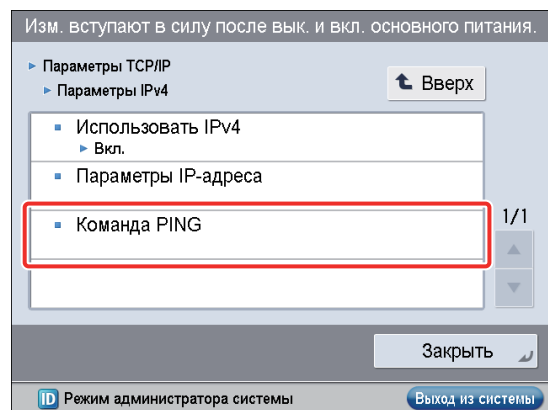 Изм. вступают в силу после вык. и вкл. основного питания.
Параметры TCP/IP
Параметры IPv4
Вверх
Использовать IPv4
Вкл.
Параметры IP-адреса
Команда PING
1/1
Закрыть
ID Режим администратора системы
Выход из системы